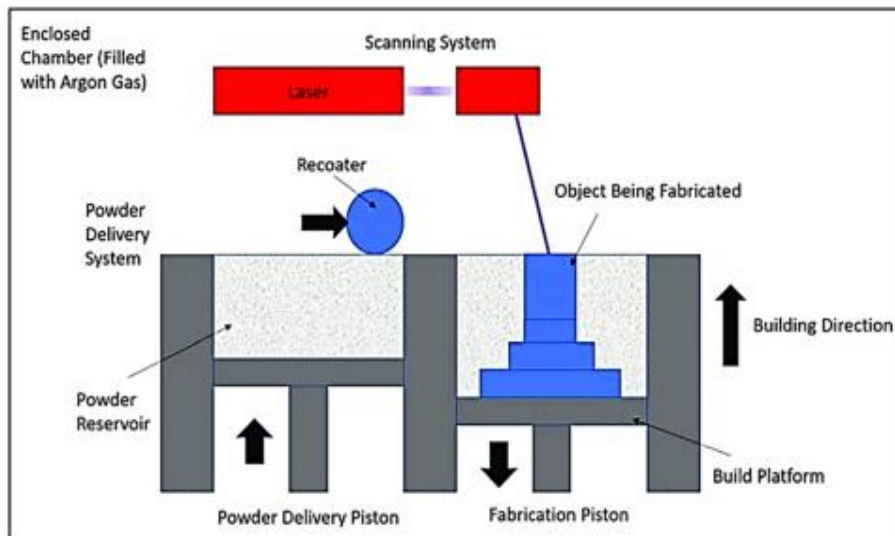 Enclosed
Chamber (Filled
with Argon Gas)
Scanning System
Laser
Recoater
Object Being Fabricated
Powder
Delivery
System
Building Direction
Powder
Reservoir
Build Platform
Powder Delivery Piston
Fabrication Piston